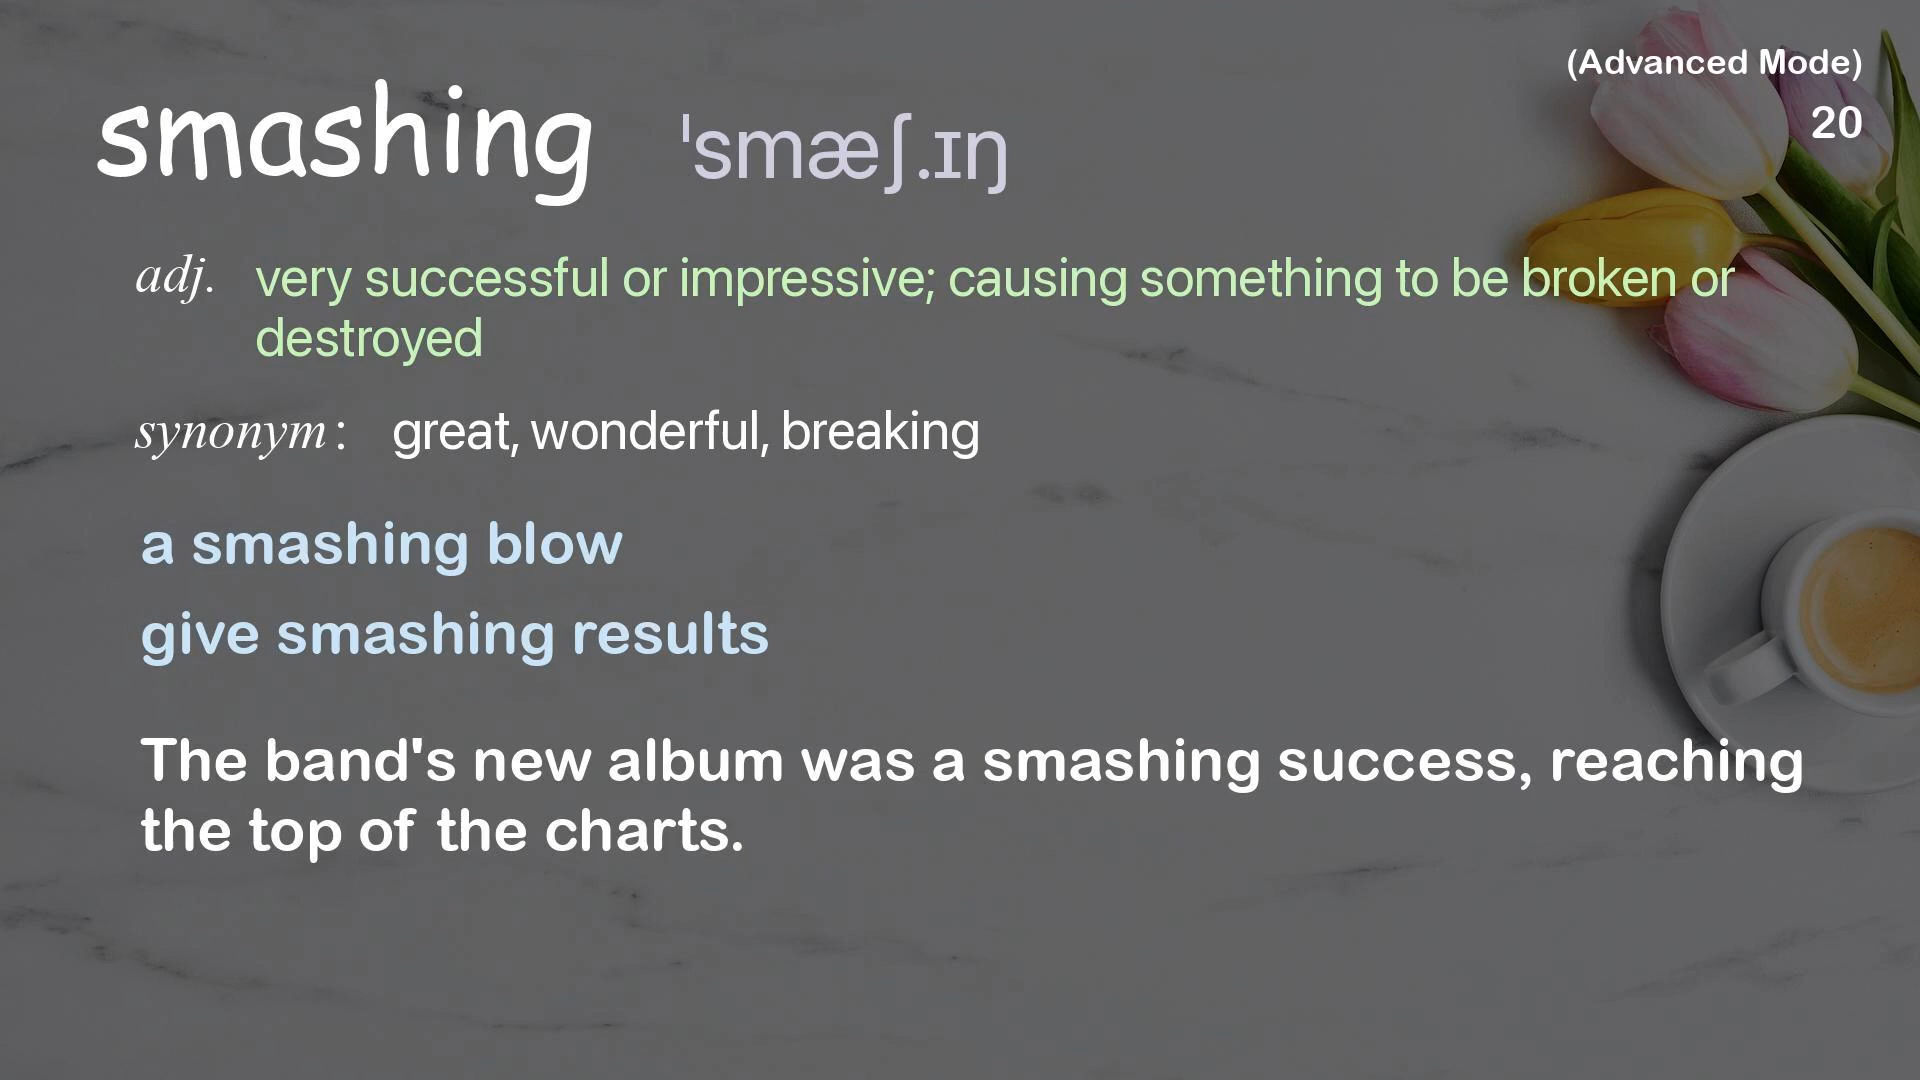 (Advanced Mode)
20
smashing ˈsmæʃ.ɪŋ
adj. very successful or impressive; causing something to be broken or
destroyed
synonym: great, wonderful, breaking
a smashing blow
give smashing results
The band's new album was a smashing success, reaching
the top of the charts.